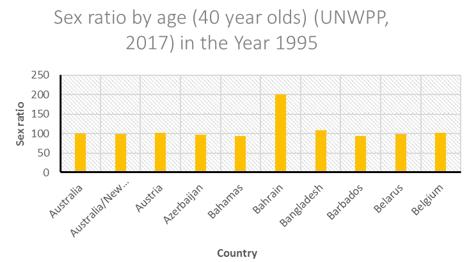 Sex ratio by age (40 year olds) (UNWPP,
2017) in the Year 1995
250
200
150
100
50
0
Sex ratio
Australia
Australia/New...
Austria
Azerbaijan
Bahamas
Bahrain
Bangladesh
Barbados
Belarus
Belgium
Country